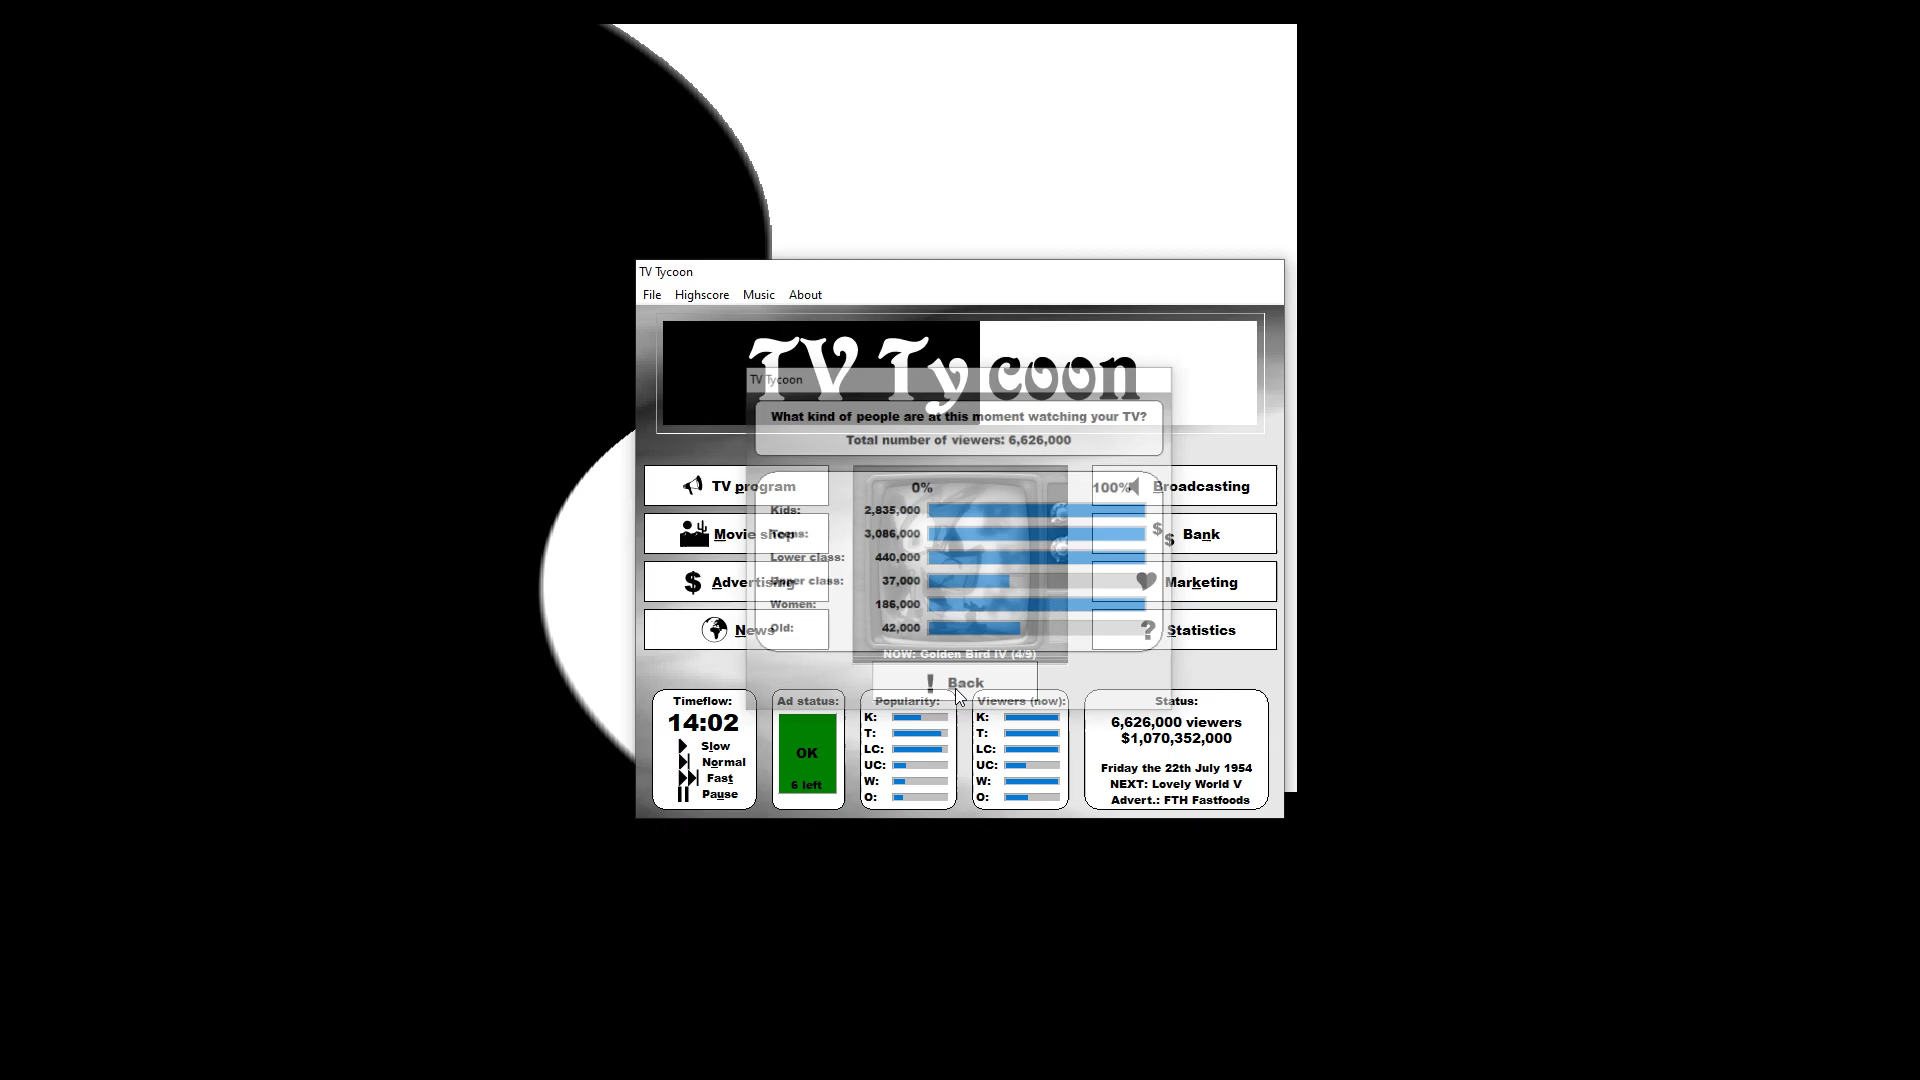 TV Tycoon
File Highscore Music About
TV Tycoon
TV Tycoon
What kind of people are at this moment watching your TV?
Total number of viewers: 6,626,000
0% 100%
Kids: 2,835,000
Teens: 3,086,000
Lower class: 440,000
Upper class: 37,000
Women: 186,000
Old: 42,000
TV program
Movie shop
Advertising
News
Broadcasting
Bank
Marketing
Statistics
NOW: Golden Bird IV (4/9)
Back
Timeflow:
14:02
Slow
Normal
Fast
Pause
Ad status:
OK
6 left
Popularity:
K:
T:
LC:
UC:
W:
O:
Viewers (now):
K:
T:
LC:
UC:
W:
O:
Status:
6,626,000 viewers
$1,070,352,000
Friday the 22th July 1954
NEXT: Lovely World V
Advert.: FTH Fastfoods